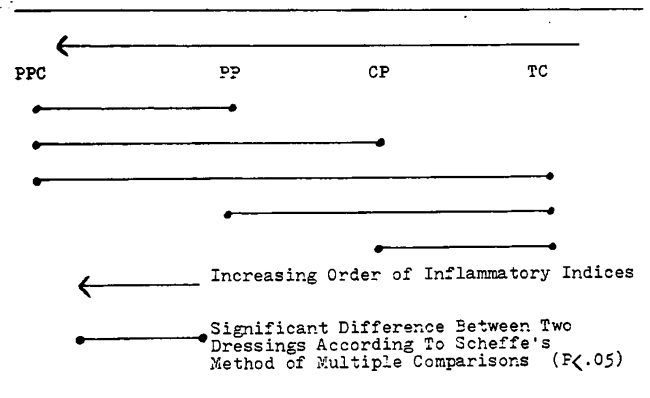 PPC PP CP TC
Increasing Order of Inflammatory Indices
Significant Difference Between Two
Dressings According To Scheffe's
Method of Multiple Comparisons (P<.05)